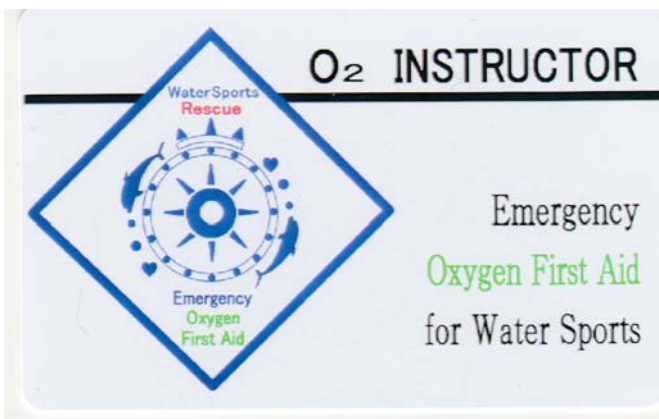 O2 INSTRUCTOR
WaterSports
Rescue
Emergency
Oxygen
First Aid
Emergency
Oxygen First Aid
for Water Sports